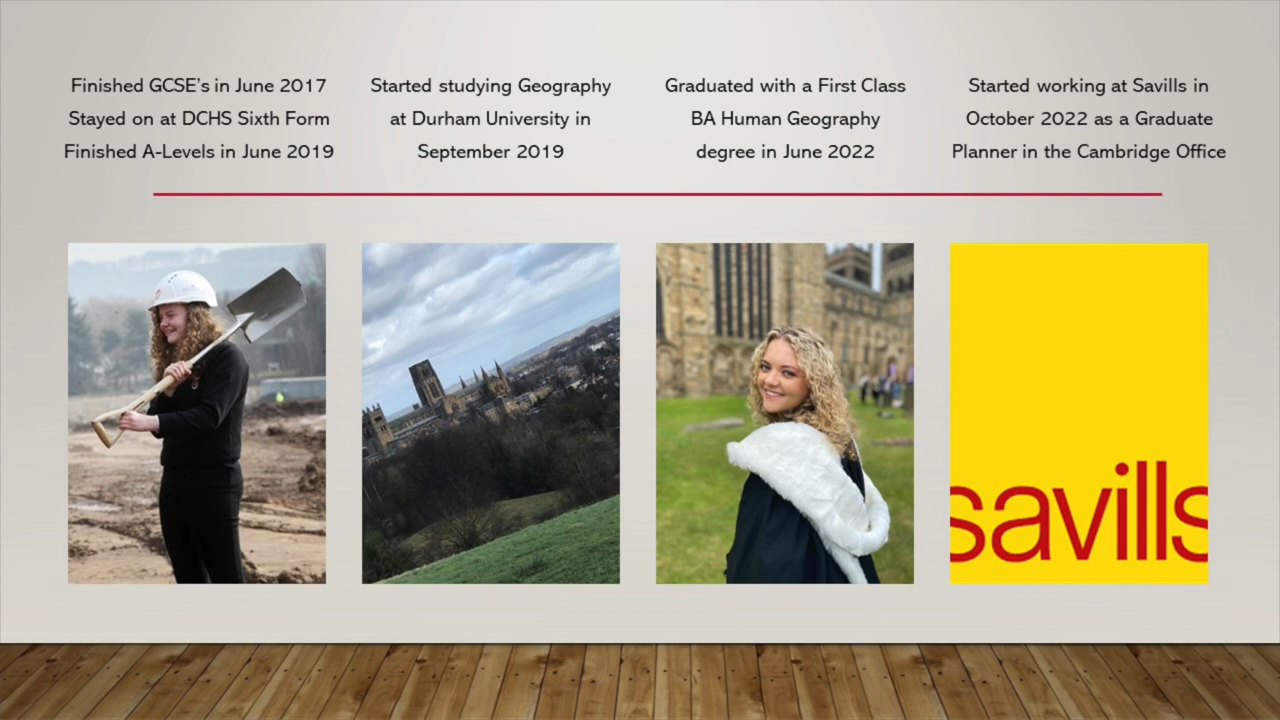 Finished GCSE's in June 2017
Stayed on at DCHS Sixth Form
Finished A-Levels in June 2019
Started studying Geography
at Durham University in
September 2019
Graduated with a First Class
BA Human Geography
degree in June 2022
Started working at Savills in
October 2022 as a Graduate
Planner in the Cambridge Office
savills